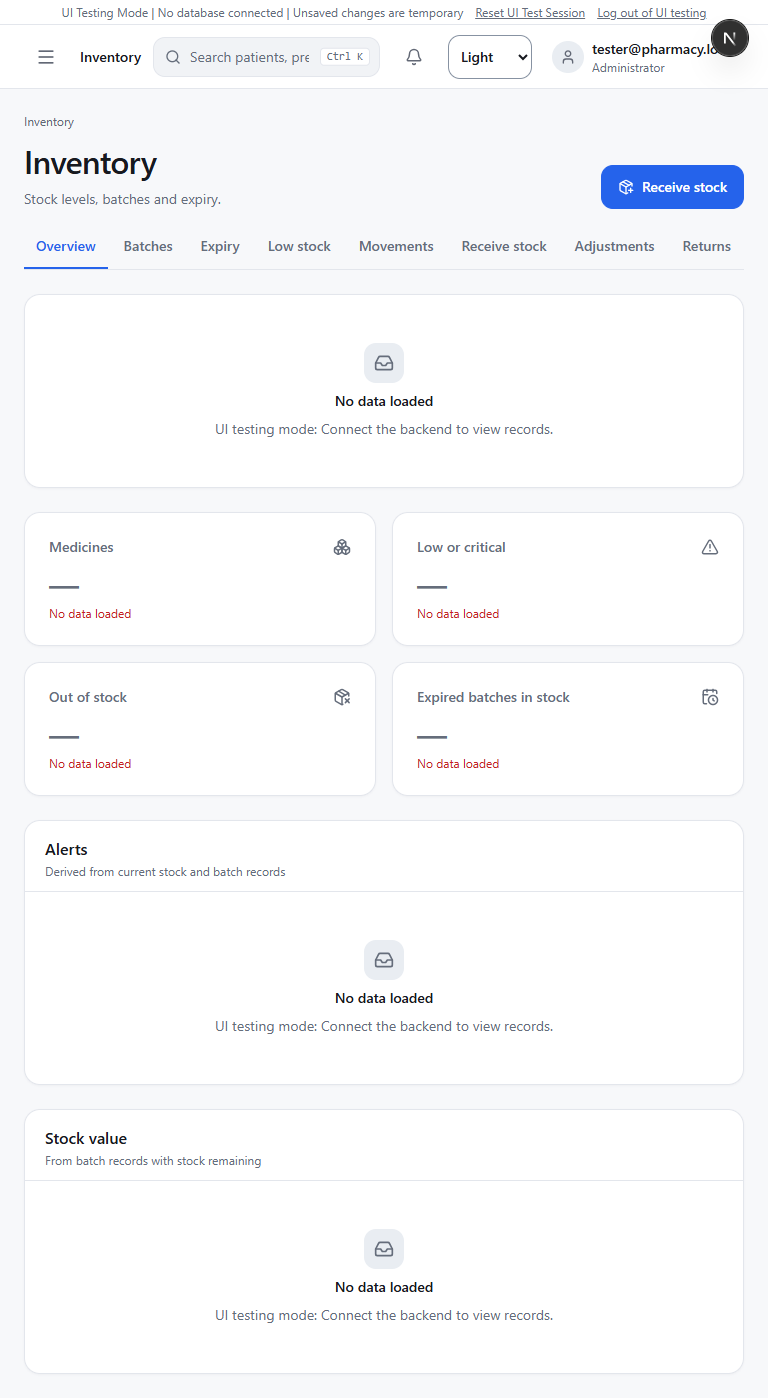 UI Testing Mode | No database connected | Unsaved changes are temporary Reset UI Test Session Log out of UI testing
Inventory Search patients, pre Ctrl K Light tester@pharmacy.lo N
Administrator
Inventory
Inventory
Stock levels, batches and expiry.
Receive stock
Overview Batches Expiry Low stock Movements Receive stock Adjustments Returns
No data loaded
UI testing mode: Connect the backend to view records.
Medicines
—
No data loaded
Low or critical
—
No data loaded
Out of stock
—
No data loaded
Expired batches in stock
—
No data loaded
Alerts
Derived from current stock and batch records
No data loaded
UI testing mode: Connect the backend to view records.
Stock value
From batch records with stock remaining
No data loaded
UI testing mode: Connect the backend to view records.